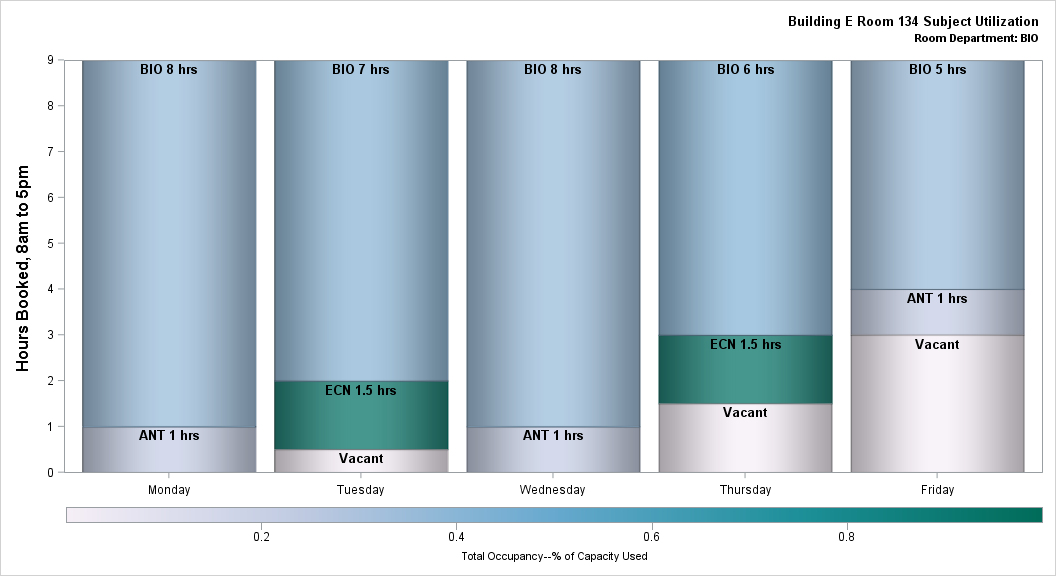 Building E Room 134 Subject Utilization
Room Department: BIO
Hours Booked, 8am to 5pm
9
8
7
6
5
4
3
2
1
0
BIO 8 hrs
ANT 1 hrs
BIO 7 hrs
ECN 1.5 hrs
Vacant
BIO 8 hrs
ANT 1 hrs
BIO 6 hrs
ECN 1.5 hrs
Vacant
BIO 5 hrs
ANT 1 hrs
Vacant
Monday Tuesday Wednesday Thursday Friday
0.2 0.4 0.6 0.8
Total Occupancy--% of Capacity Used